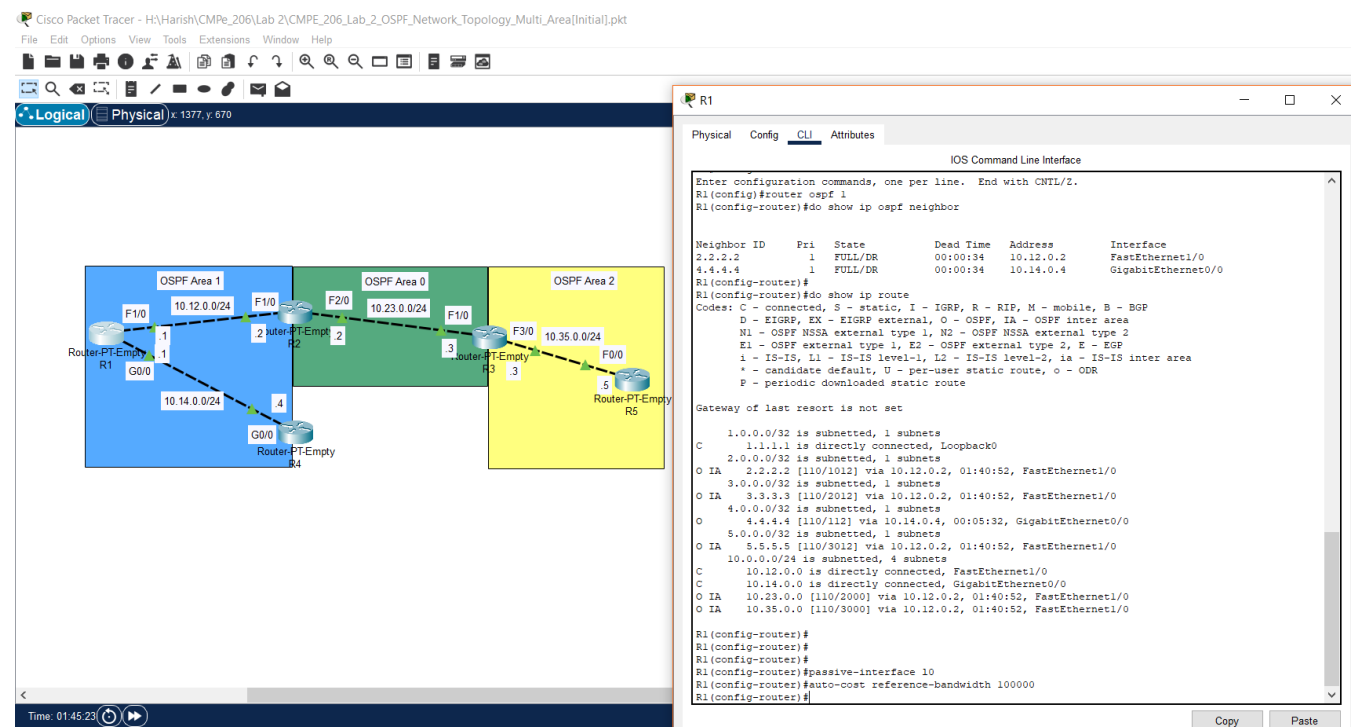 Cisco Packet Tracer - H:\Harish\CMPe_206\Lab 2\CMPE_206_Lab_2_OSPF_Network_Topology_Multi_Area[Initial].pkt
File Edit Options View Tools Extensions Window Help
Logical Physical x: 1377, y: 670
OSPF Area 1
OSPF Area 0
OSPF Area 2
F1/0
10.12.0.0/24
F1/0
F2/0
10.23.0.0/24
F1/0
.1
.2
Router-PT-Empty
R2
.2
F3/0
10.35.0.0/24
Router-PT-Empty
R1
.1
.3
Router-PT-Empty
R3
.3
F0/0
G0/0
.5
Router-PT-Empty
R5
10.14.0.0/24
.4
G0/0
Router-PT-Empty
R4
Time: 01:45:23
R1
Physical Config CLI Attributes
IOS Command Line Interface
Enter configuration commands, one per line. End with CNTL/Z.
R1(config)#router ospf 1
R1(config-router)#do show ip ospf neighbor
Neighbor ID Pri State Dead Time Address Interface
2.2.2.2 1 FULL/DR 00:00:34 10.12.0.2 FastEthernet1/0
4.4.4.4 1 FULL/DR 00:00:34 10.14.0.4 GigabitEthernet0/0
R1(config-router)#
R1(config-router)#do show ip route
Codes: C - connected, S - static, I - IGRP, R - RIP, M - mobile, B - BGP
D - EIGRP, EX - EIGRP external, O - OSPF, IA - OSPF inter area
N1 - OSPF NSSA external type 1, N2 - OSPF NSSA external type 2
E1 - OSPF external type 1, E2 - OSPF external type 2, E - EGP
i - IS-IS, L1 - IS-IS level-1, L2 - IS-IS level-2, ia - IS-IS inter area
* - candidate default, U - per-user static route, o - ODR
P - periodic downloaded static route
Gateway of last resort is not set
1.0.0.0/32 is subnetted, 1 subnets
C 1.1.1.1 is directly connected, Loopback0
2.0.0.0/32 is subnetted, 1 subnets
O IA 2.2.2.2 [110/1012] via 10.12.0.2, 01:40:52, FastEthernet1/0
3.0.0.0/32 is subnetted, 1 subnets
O IA 3.3.3.3 [110/2012] via 10.12.0.2, 01:40:52, FastEthernet1/0
4.0.0.0/32 is subnetted, 1 subnets
O 4.4.4.4 [110/112] via 10.14.0.4, 00:05:32, GigabitEthernet0/0
5.0.0.0/32 is subnetted, 1 subnets
O IA 5.5.5.5 [110/3012] via 10.12.0.2, 01:40:52, FastEthernet1/0
10.0.0.0/24 is subnetted, 4 subnets
C 10.12.0.0 is directly connected, FastEthernet1/0
C 10.14.0.0 is directly connected, GigabitEthernet0/0
O IA 10.23.0.0 [110/2000] via 10.12.0.2, 01:40:52, FastEthernet1/0
O IA 10.35.0.0 [110/3000] via 10.12.0.2, 01:40:52, FastEthernet1/0
R1(config-router)#
R1(config-router)#
R1(config-router)#
R1(config-router)#passive-interface l0
R1(config-router)#auto-cost reference-bandwidth 100000
R1(config-router)#
Copy Paste